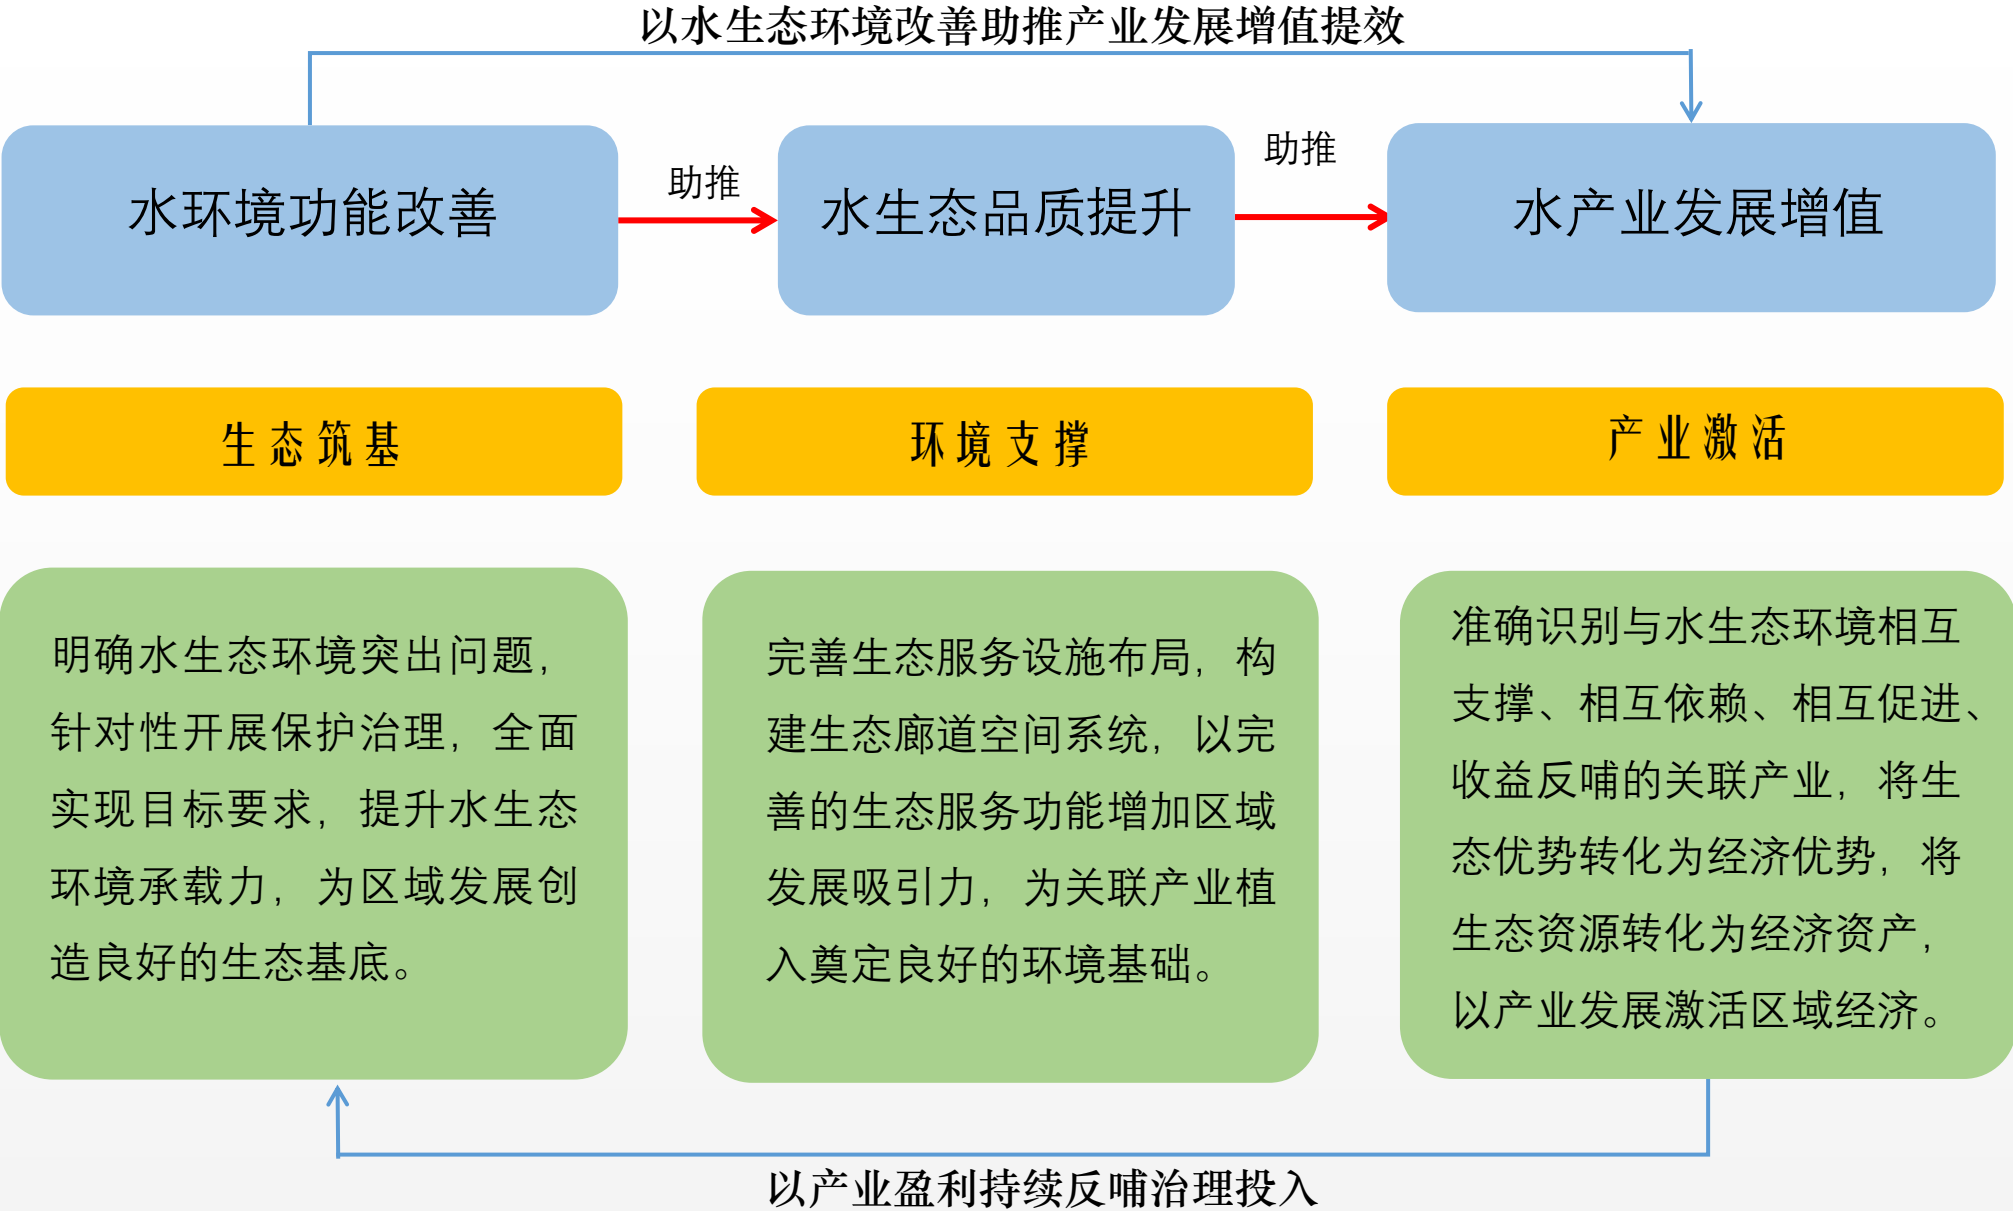 以水生态环境改善助推产业发展增值提效
水环境功能改善
助推
水生态品质提升
助推
水产业发展增值
生态筑基
环境支撑
产业激活
明确水生态环境突出问题，
针对性开展保护治理，全面
实现目标要求，提升水生态
环境承载力，为区域发展创
造良好的生态基底。
完善生态服务设施布局，构
建生态廊道空间系统，以完
善的生态服务功能增加区域
发展吸引力，为关联产业植
入奠定良好的环境基础。
准确识别与水生态环境相互
支撑、相互依赖、相互促进、
收益反哺的关联产业，将生
态优势转化为经济优势，将
生态资源转化为经济资产，
以产业发展激活区域经济。
以产业盈利持续反哺治理投入